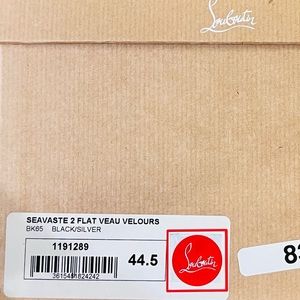 Louboutin
SEAVASTE 2 FLAT VEAU VELOURS
BK65 BLACK/SILVER
1191289
44.5
Louboutin
83